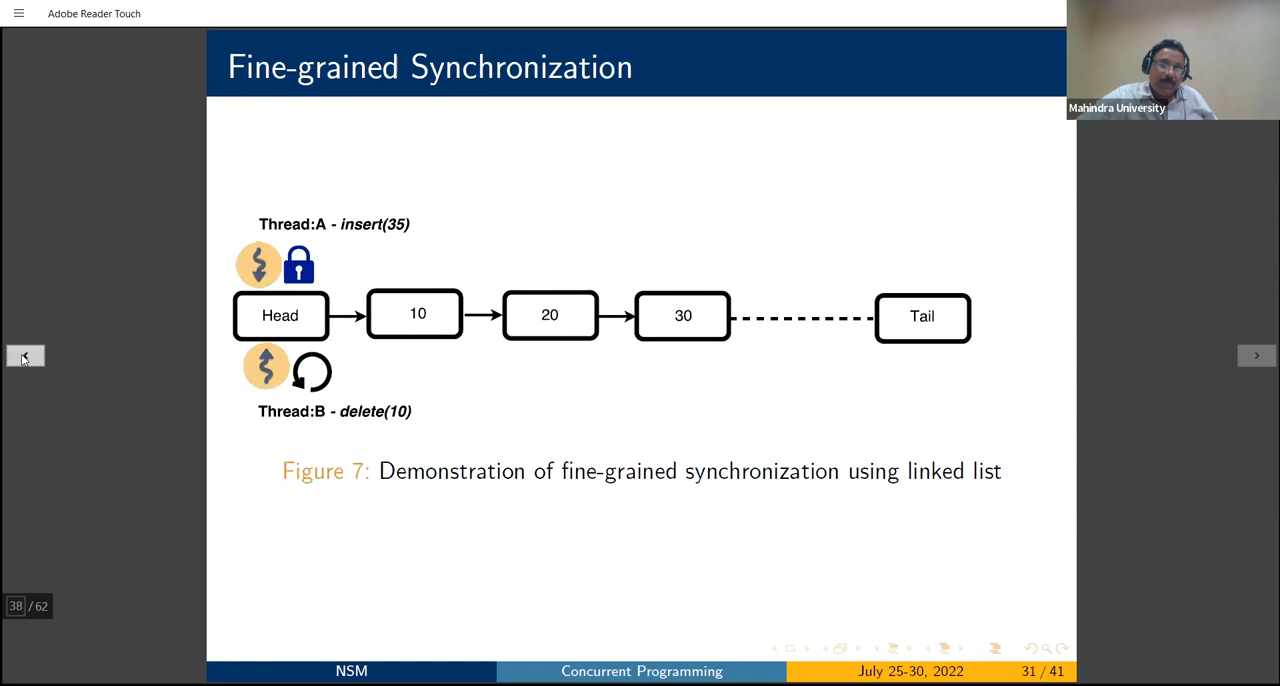 Adobe Reader Touch
Fine-grained Synchronization
Mahindra University
Thread:A - insert(35)
Head
10
20
30
Tail
Thread:B - delete(10)
Figure 7: Demonstration of fine-grained synchronization using linked list
38 / 62
NSM
Concurrent Programming
July 25-30, 2022
31 / 41